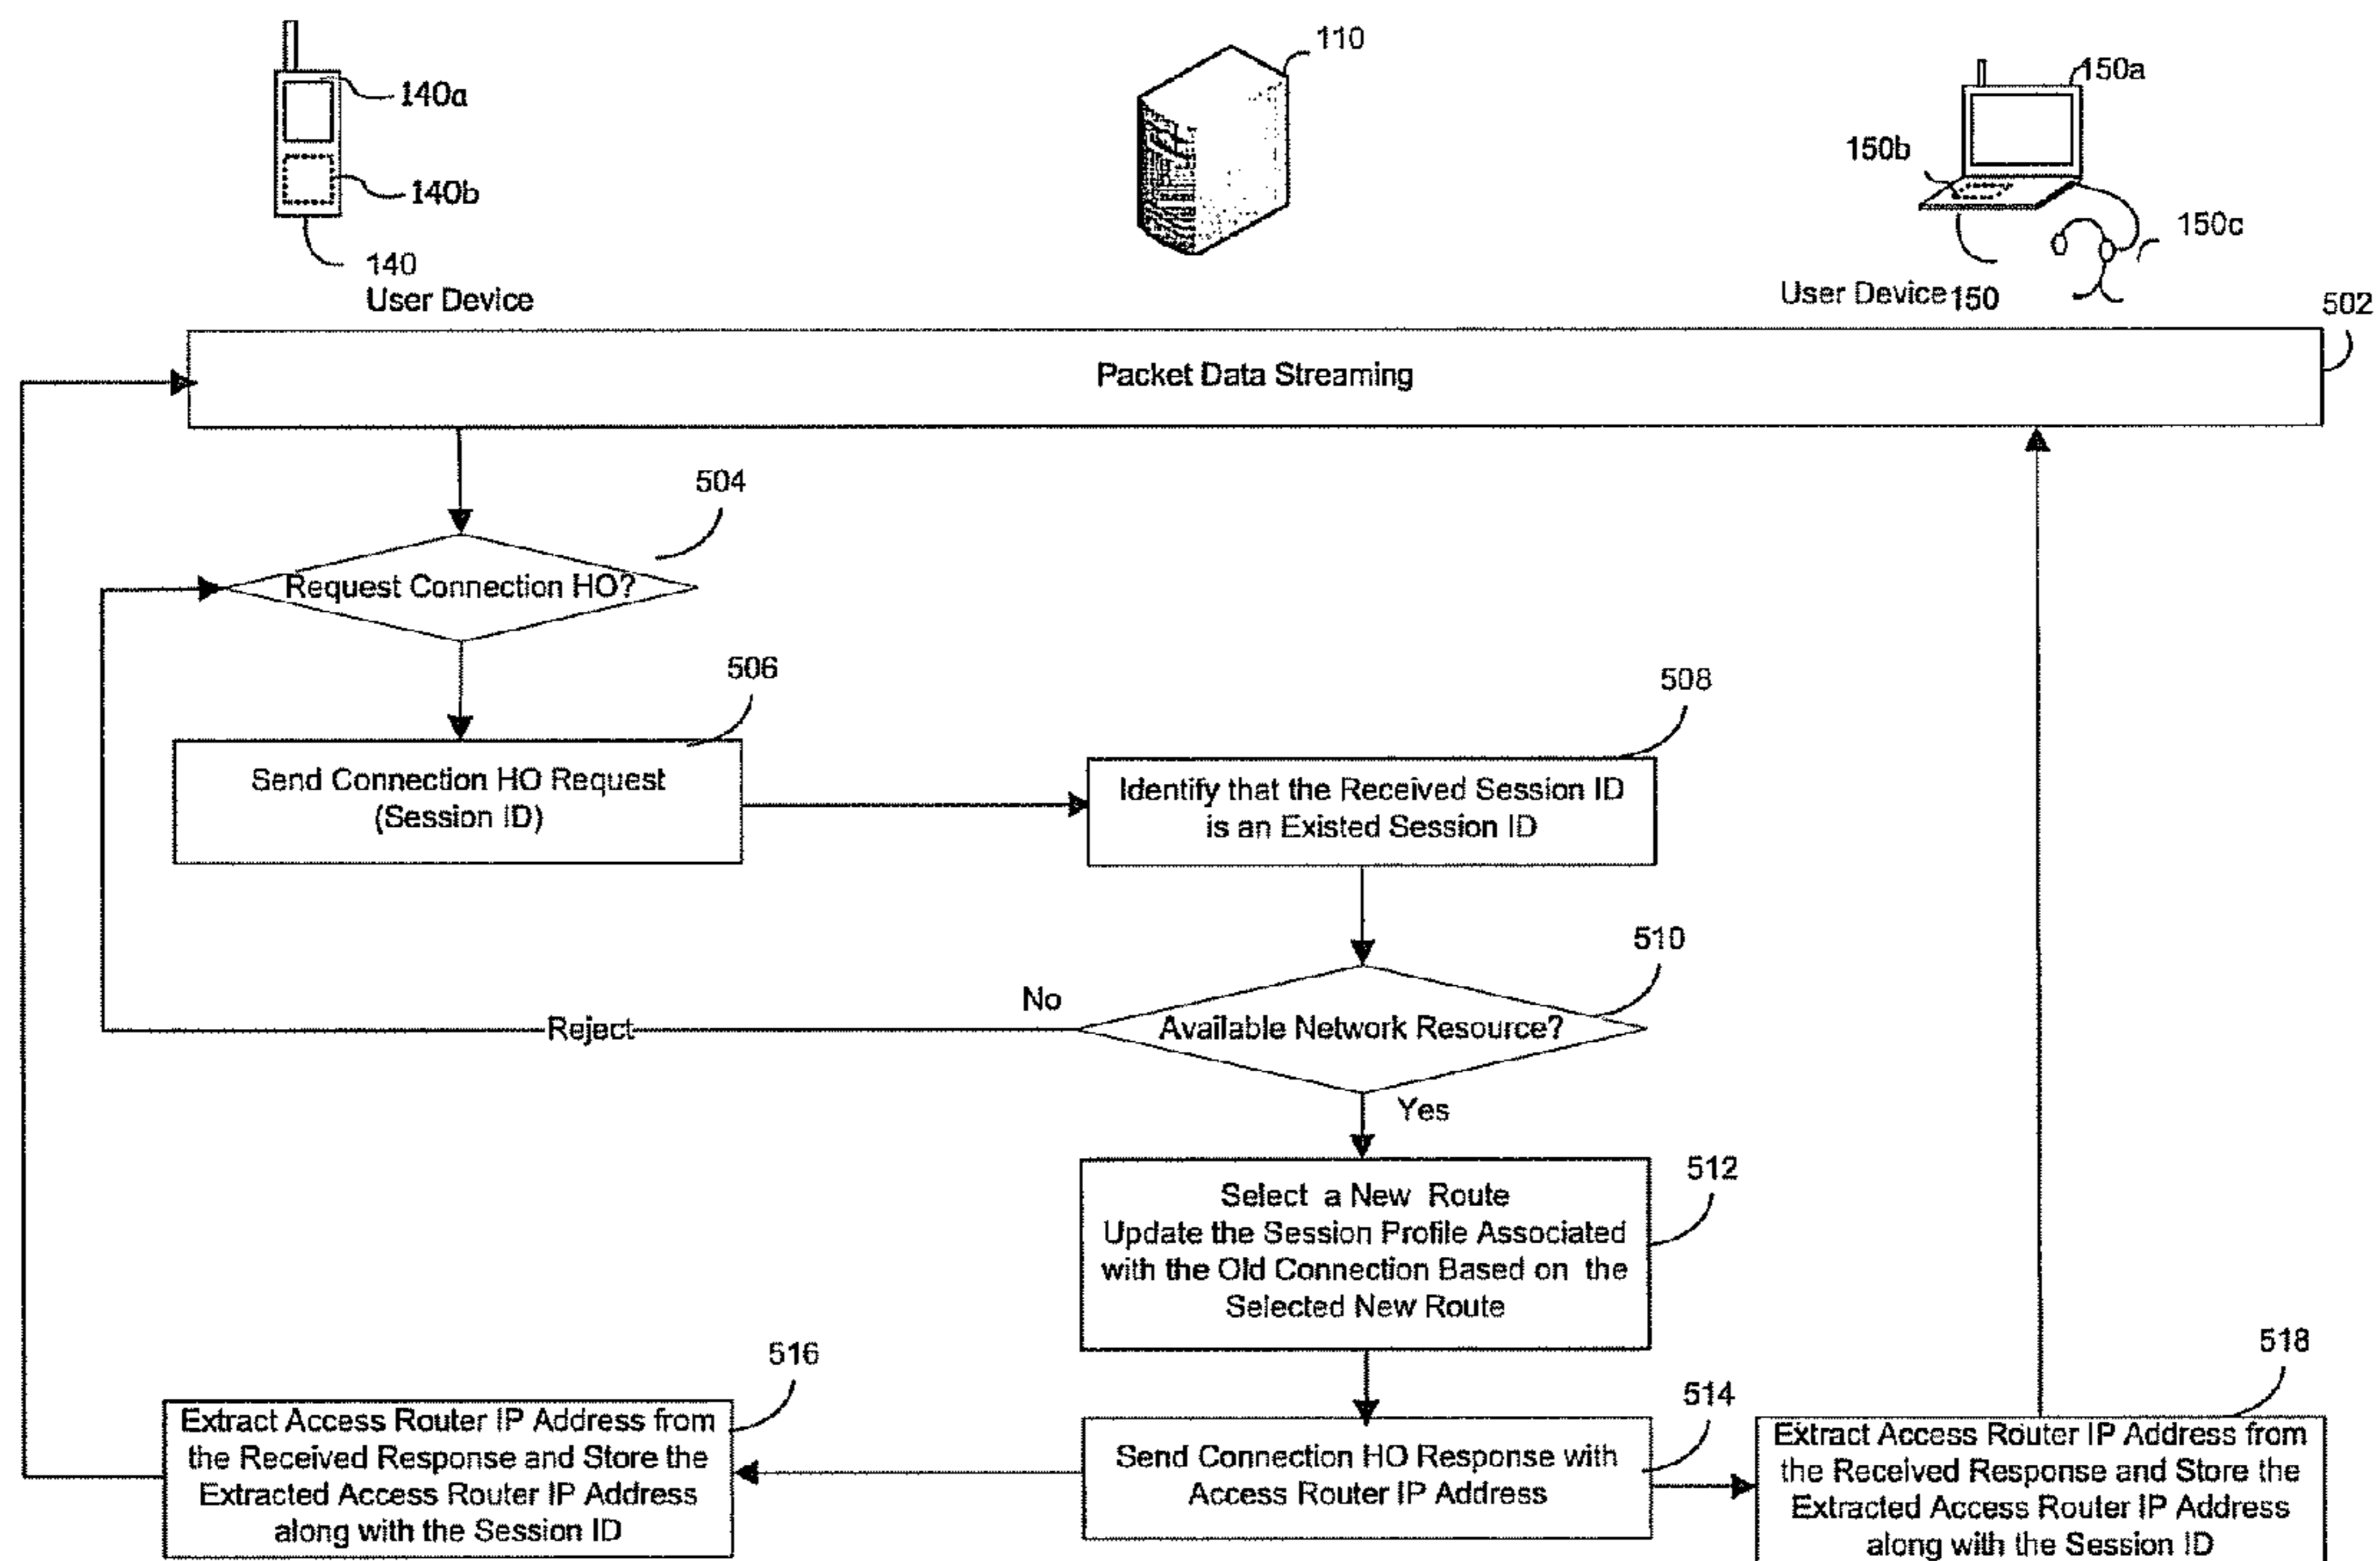 110
150a
140a
150b
140b
150c
140
User Device
User Device 150
502
Packet Data Streaming
504
Request Connection HO?
506
508
Send Connection HO Request
(Session ID)
Identify that the Received Session ID
is an Existed Session ID
510
No
Reject
Available Network Resource?
Yes
512
Select a New Route
Update the Session Profile Associated
with the Old Connection Based on the
Selected New Route
516
518
514
Extract Access Router IP Address from
the Received Response and Store the
Extracted Access Router IP Address
along with the Session ID
Send Connection HO Response with
Access Router IP Address
Extract Access Router IP Address from
the Received Response and Store the
Extracted Access Router IP Address
along with the Session ID